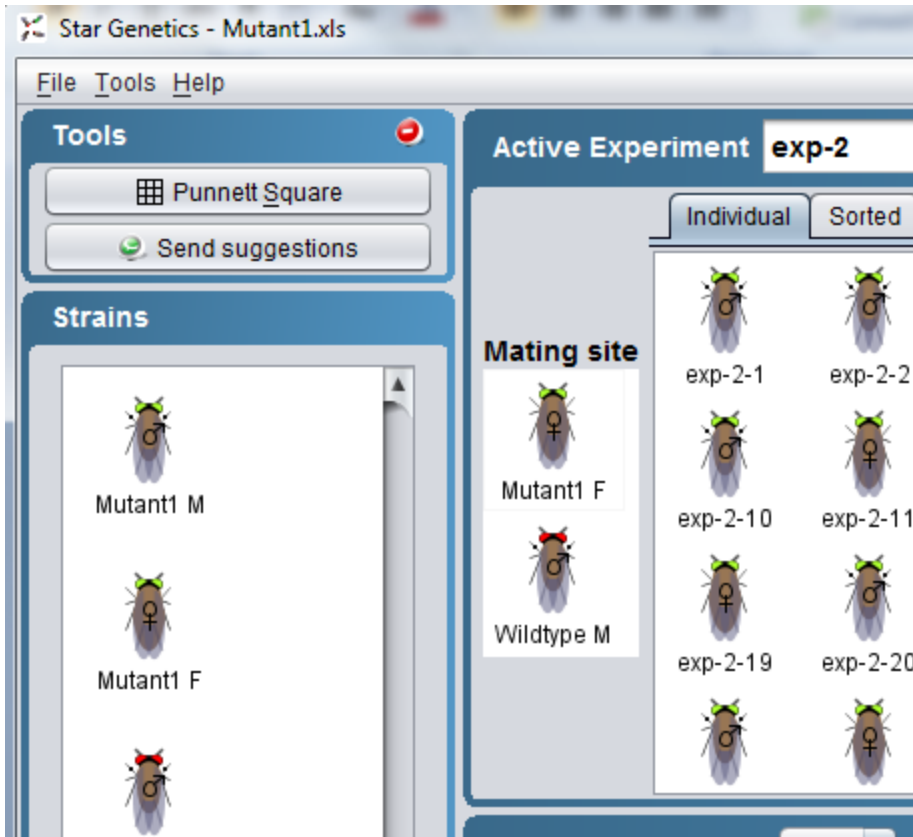 Star Genetics - Mutant1.xls
File Tools Help
Tools
Punnett Square
Send suggestions
Strains
Mutant1 M
Mutant1 F
Active Experiment exp-2
Individual Sorted
Mating site
Mutant1 F
Wildtype M
exp-2-1 exp-2-2
exp-2-10 exp-2-11
exp-2-19 exp-2-20